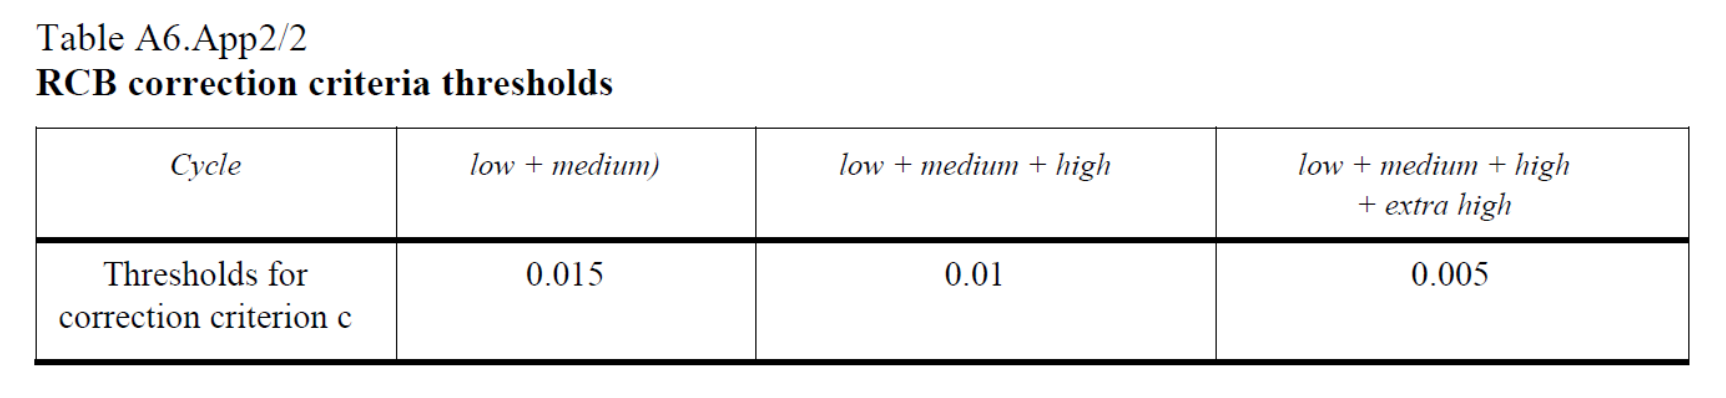 Table A6.App2/2
RCB correction criteria thresholds
Cycle
low + medium)
low + medium + high
low + medium + high
+ extra high
Thresholds for
correction criterion c
0.015
0.01
0.005